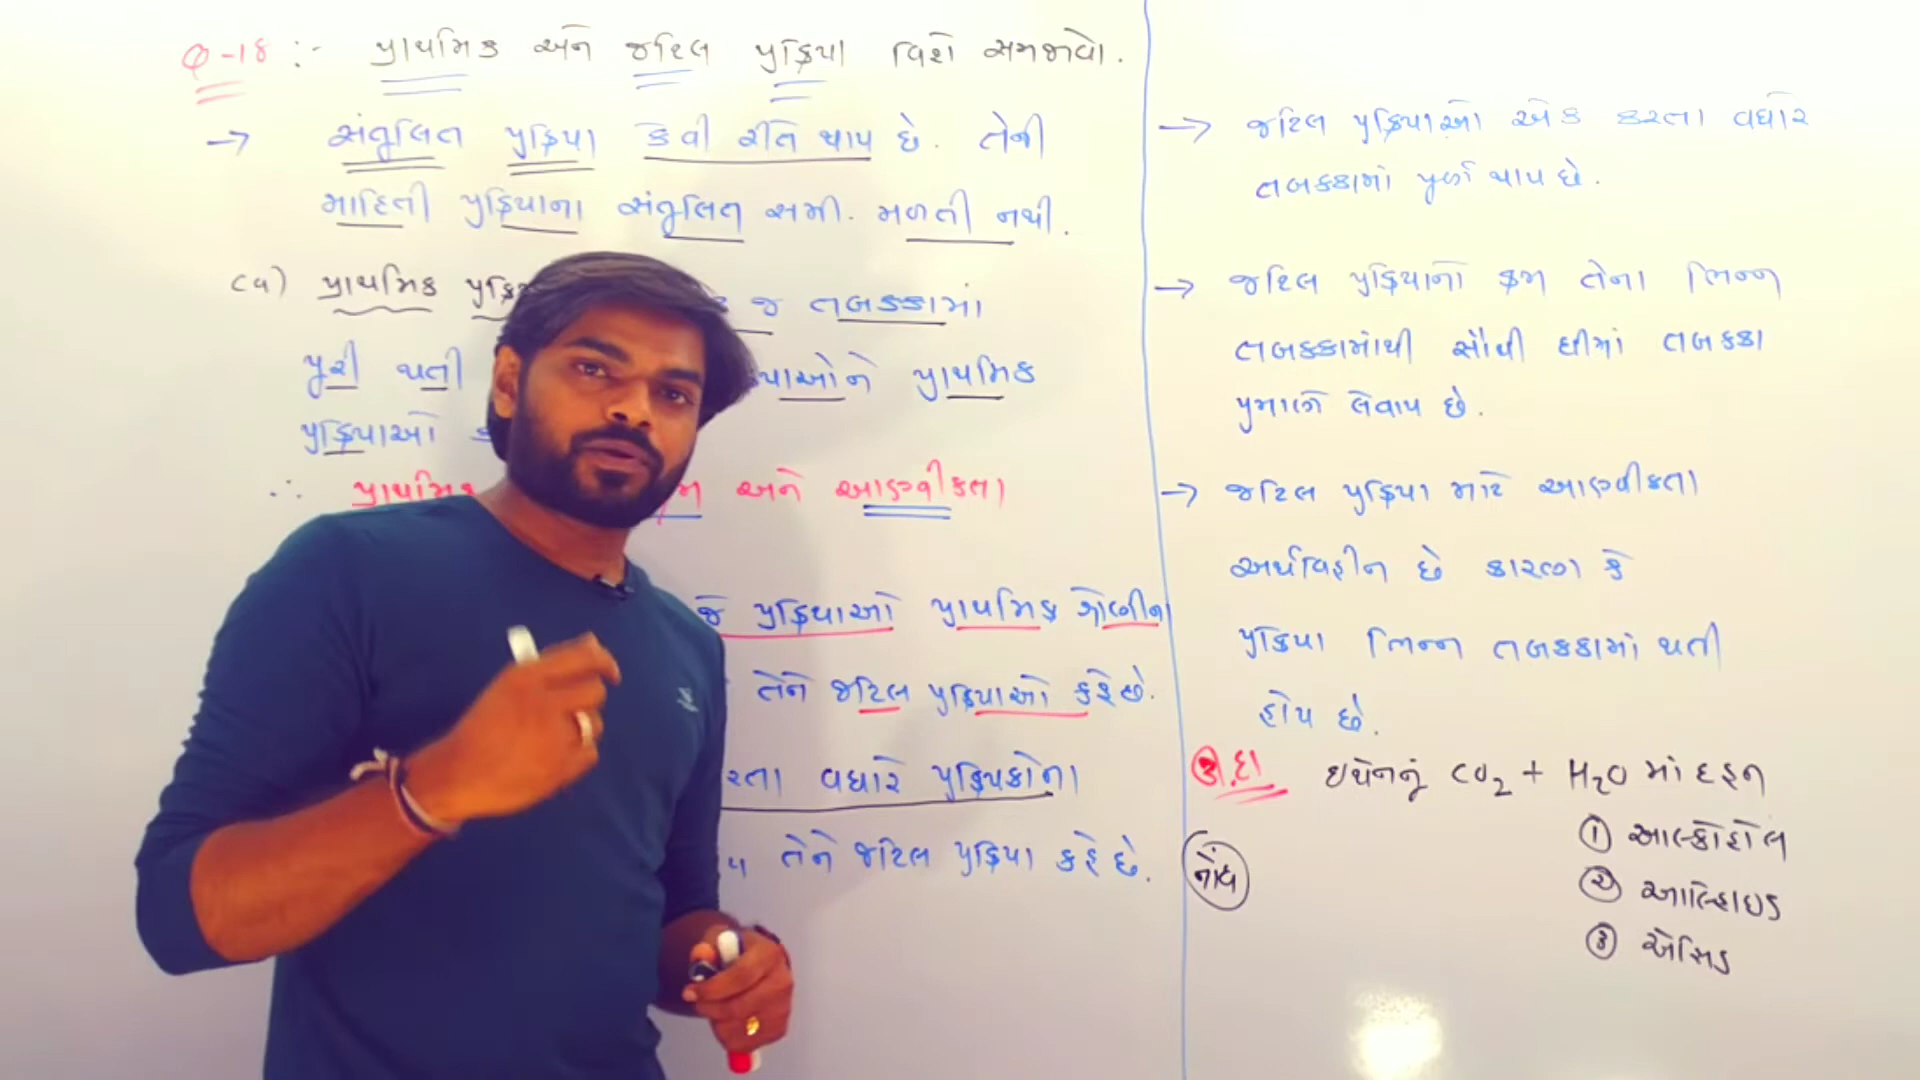 Q-18 :- પ્રાથમિક અને જટિલ પ્રક્રિયા વિશે સમજાવો.
→ સંતુલિત પ્રક્રિયા કેવી રીતે થાય છે. તેની
માહિતી પ્રક્રિયાના સંતુલિત સમી. મળતી નથી.
(a) પ્રાથમિક જ તબક્કામાં
પૂરી થતી પ્રાથમિક
પ્રક્રિયાઓ
∴ પ્રાથમિક અને આણ્વીકતા
જે પ્રક્રિયાઓ પ્રાથમિક શ્રેણીના
તેને જટિલ પ્રક્રિયાઓ કહે છે.
વધારે પ્રક્રિયકોના
તેને જટિલ પ્રક્રિયા કહે છે.
→ જટિલ પ્રક્રિયાઓ એક કરતા વધારે
તબક્કામાં પૂર્ણ થાય છે.
→ જટિલ પ્રક્રિયાનો ક્રમ તેના ભિન્ન
તબક્કામાંથી સૌથી ધીમાં તબક્કા
પ્રમાણે લેવાય છે.
→ જટિલ પ્રક્રિયા માટે આણ્વીકતા
અર્થવિહીન છે કારણ કે
પ્રક્રિયા ભિન્ન તબક્કામાં થતી
હોય છે.
ઉ.દા ઇથેનનું CO₂ + H₂O માં દહન
① આલ્કોહોલ
નોંધ
② આલ્ડિહાઇડ
③ એસિડ